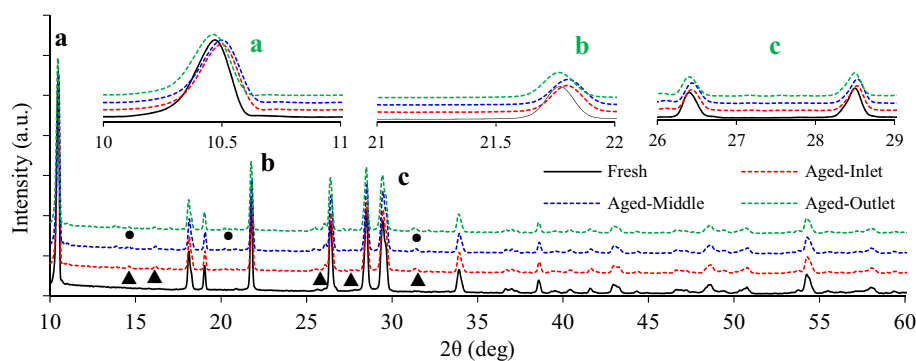 a
a
b
c
10
10.5
11
21
21.5
22
26
27
28
29
b
c
Fresh
Aged-Inlet
Aged-Middle
Aged-Outlet
Intensity (a.u.)
10
15
20
25
30
35
40
45
50
55
60
2θ (deg)